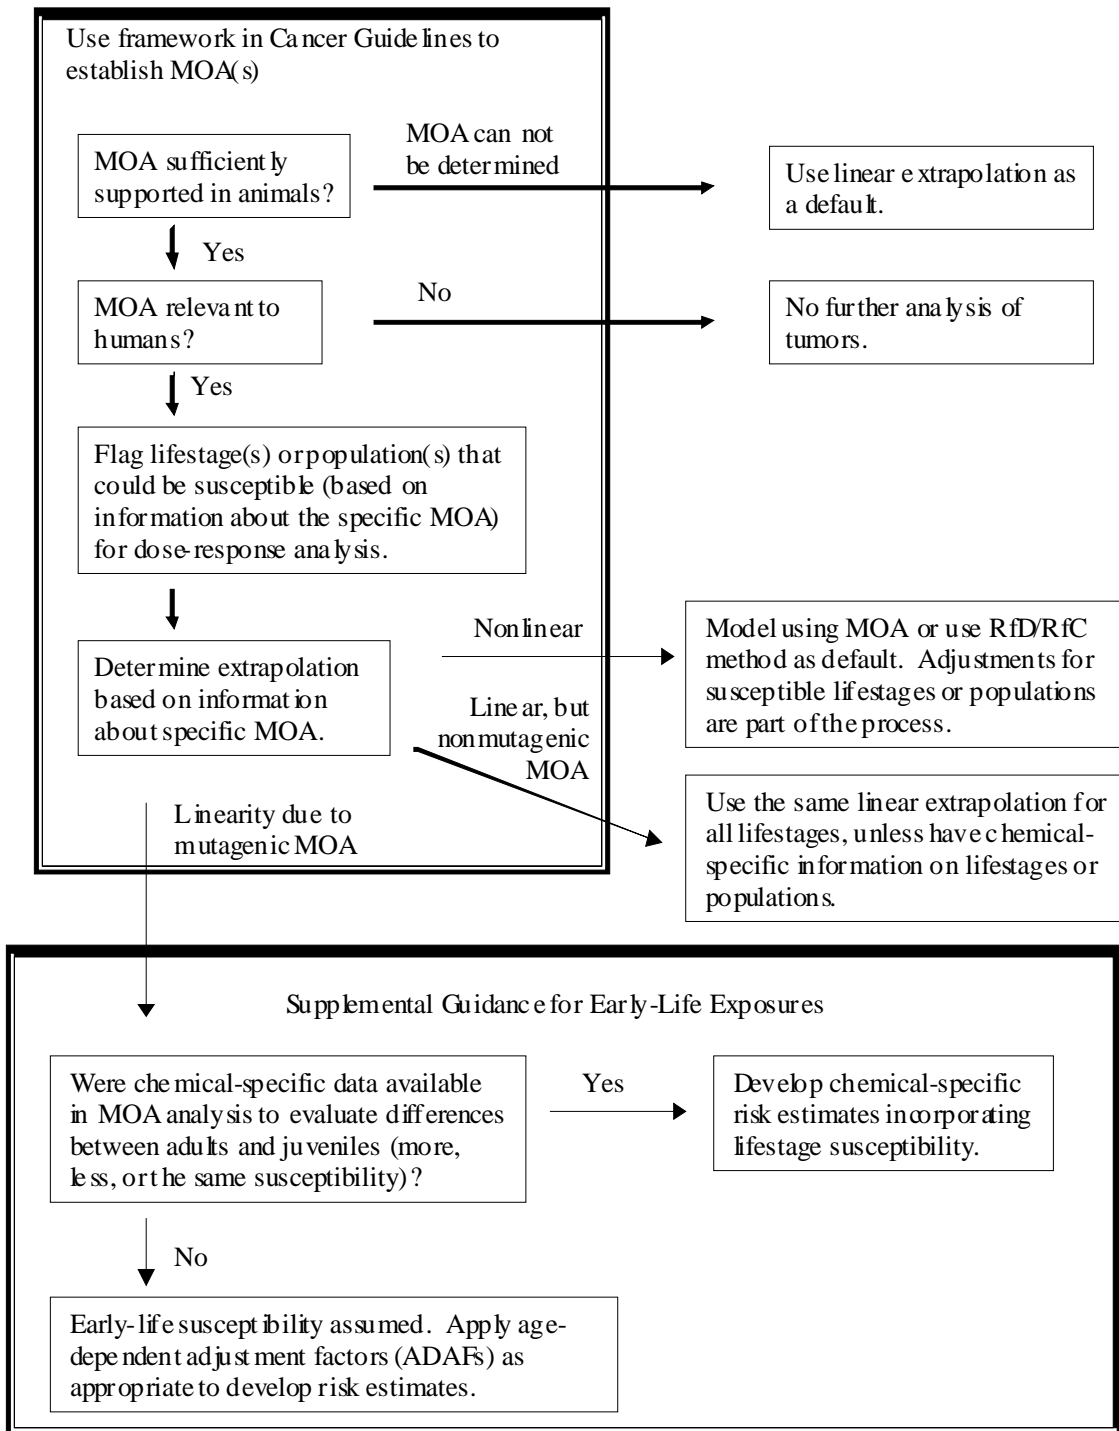 Use framework in Cancer Guidelines to
establish MOA(s)
MOA can not
be determined
MOA sufficiently
supported in animals?
Use linear extrapolation as
a default.
Yes
MOA relevant to
humans?
No
No further analysis of
tumors.
Yes
Flag lifestage(s) or population(s) that
could be susceptible (based on
information about the specific MOA)
for dose-response analysis.
Nonlinear
Model using MOA or use RfD/RfC
method as default. Adjustments for
susceptible lifestages or populations
are part of the process.
Determine extrapolation
based on information
about specific MOA.
Linear, but
nonmutagenic
MOA
Use the same linear extrapolation for
all lifestages, unless have chemical-
specific information on lifestages or
populations.
Linearity due to
mutagenic MOA
Supplemental Guidance for Early-Life Exposures
Were chemical-specific data available
in MOA analysis to evaluate differences
between adults and juveniles (more,
less, or the same susceptibility)?
Yes
Develop chemical-specific
risk estimates incorporating
lifestage susceptibility.
No
Early-life susceptibility assumed. Apply age-
dependent adjustment factors (ADAFs) as
appropriate to develop risk estimates.